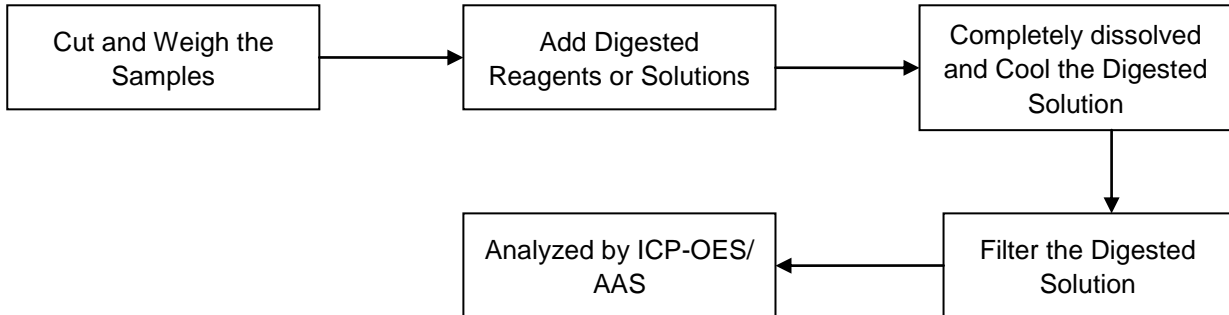 Cut and Weigh the
Samples
Add Digested
Reagents or Solutions
Completely dissolved
and Cool the Digested
Solution
Filter the Digested
Solution
Analyzed by ICP-OES/
AAS